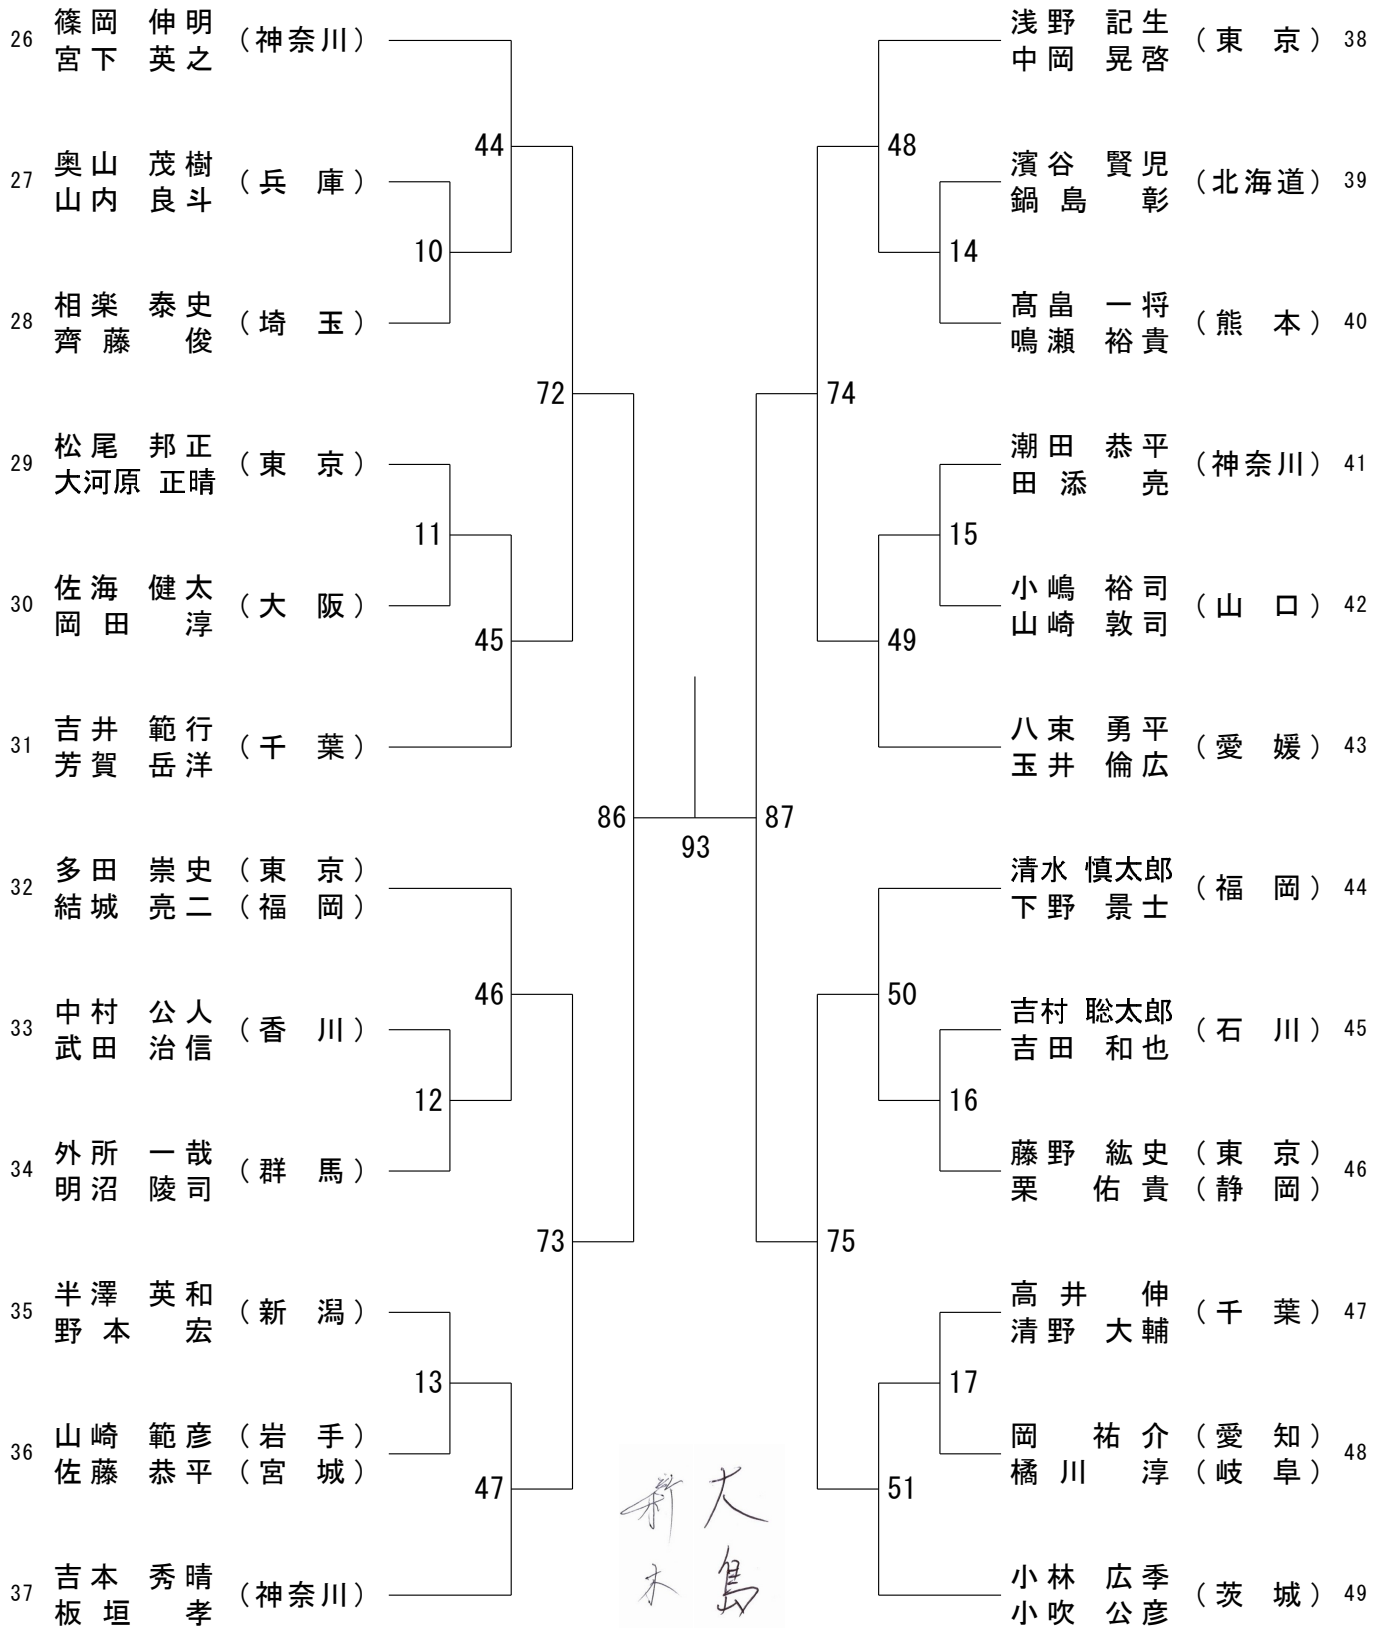 26 篠岡 伸明 (神奈川)
宮下 英之
27 奥山 茂樹 (兵庫)
山内 良斗
28 相楽 泰史 (埼玉)
齊藤 俊
29 松尾 邦正 (東京)
大河原 正晴
30 佐海 健太 (大阪)
岡田 淳
31 吉井 範行 (千葉)
芳賀 岳洋
32 多田 崇史 (東京)
結城 亮二 (福岡)
33 中村 公人 (香川)
武田 治信
34 外所 一哉 (群馬)
明沼 陵司
35 半澤 英和 (新潟)
野本 宏
36 山崎 範彦 (岩手)
佐藤 恭平 (宮城)
37 吉本 秀晴 (神奈川)
板垣 孝
44
10
72
11
45
86
46
12
73
13
47
93
浅野 記生 (東京) 38
中岡 晃啓
濱谷 賢児 (北海道) 39
鍋島 彰
髙畠 一将 (熊本) 40
鳴瀬 裕貴
潮田 恭平 (神奈川) 41
田添 亮
小嶋 裕司 (山口) 42
山崎 敦司
八束 勇平 (愛媛) 43
玉井 倫広
清水 慎太郎 (福岡) 44
下野 景士
吉村 聡太郎 (石川) 45
吉田 和也
藤野 紘史 (東京) 46
栗 佑貴 (静岡)
高井 伸 (千葉) 47
清野 大輔
岡 祐介 (愛知) 48
橘川 淳 (岐阜)
小林 広季 (茨城) 49
小吹 公彦
48
14
74
15
49
87
50
16
75
17
51
大島
木